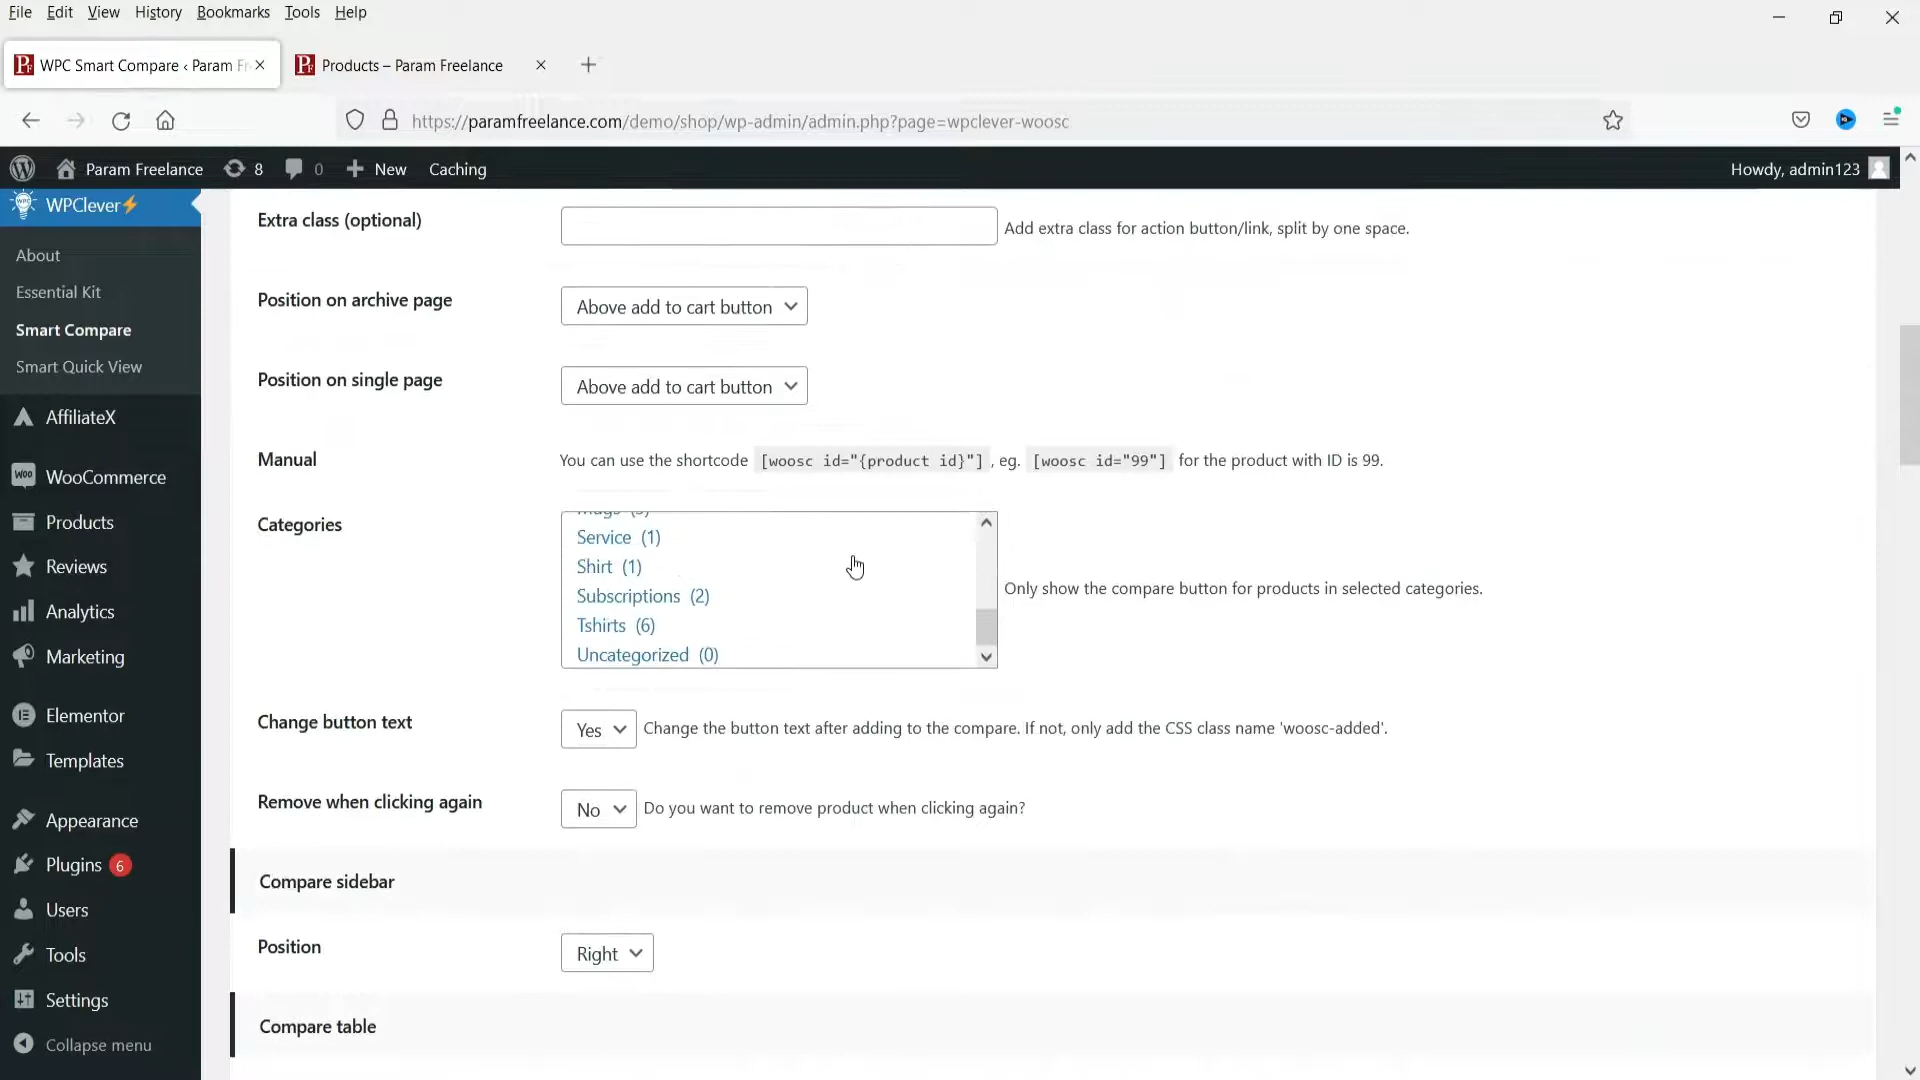 File Edit View History Bookmarks Tools Help
WPC Smart Compare ‹ Param Fr
Products – Param Freelance
https://paramfreelance.com/demo/shop/wp-admin/admin.php?page=wpclever-woosc
Param Freelance 8 0 New Caching Howdy, admin123
WPClever
About
Essential Kit
Smart Compare
Smart Quick View
AffiliateX
WooCommerce
Products
Reviews
Analytics
Marketing
Elementor
Templates
Appearance
Plugins 6
Users
Tools
Settings
Collapse menu
Extra class (optional)
Add extra class for action button/link, split by one space.
Position on archive page
Above add to cart button
Position on single page
Above add to cart button
Manual
You can use the shortcode [woosc id="{product id}"] , eg. [woosc id="99"] for the product with ID is 99.
Categories
Service (1)
Shirt (1)
Subscriptions (2)
Tshirts (6)
Uncategorized (0)
Only show the compare button for products in selected categories.
Change button text
Yes Change the button text after adding to the compare. If not, only add the CSS class name 'woosc-added'.
Remove when clicking again
No Do you want to remove product when clicking again?
Compare sidebar
Position
Right
Compare table